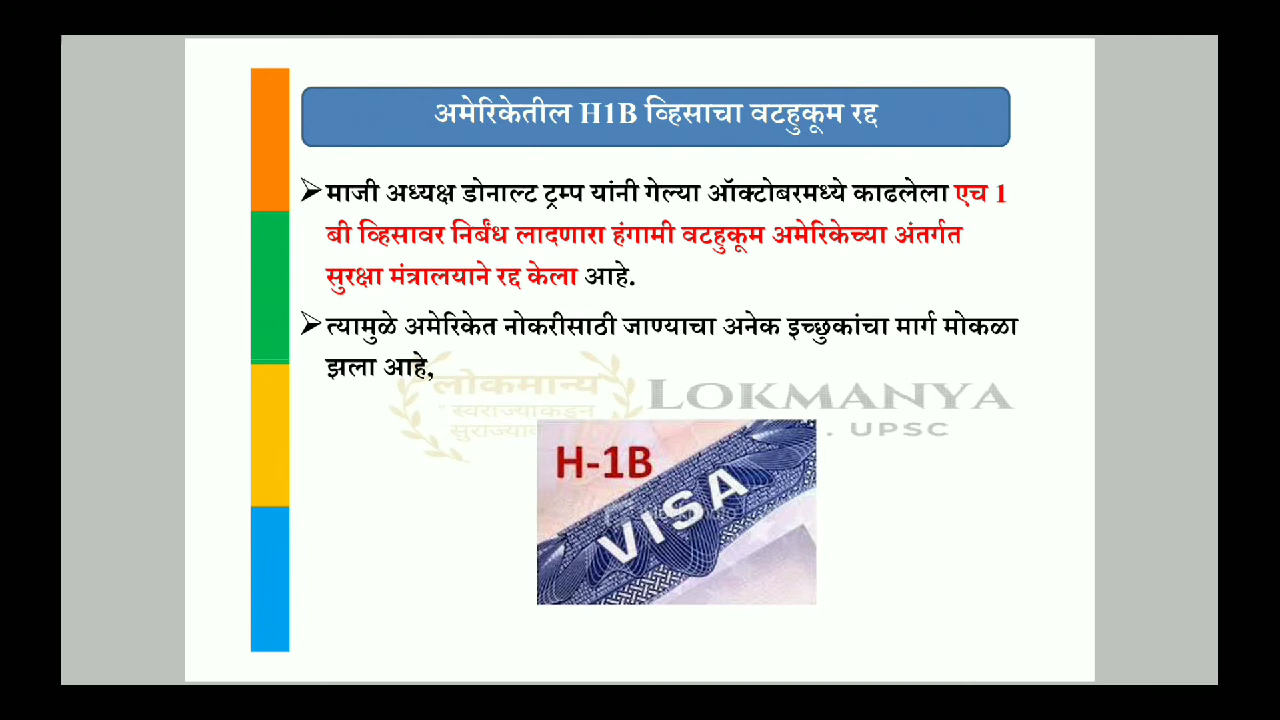 अमेरिकेतील H1B व्हिसाचा वटहुकूम रद्द
माजी अध्यक्ष डोनाल्ट ट्रम्प यांनी गेल्या ऑक्टोबरमध्ये काढलेला एच 1
बी व्हिसावर निर्बंध लादणारा हंगामी वटहुकूम अमेरिकेच्या अंतर्गत
सुरक्षा मंत्रालयाने रद्द केला आहे.
त्यामुळे अमेरिकेत नोकरीसाठी जाण्याचा अनेक इच्छुकांचा मार्ग मोकळा
झला आहे,
लोकमान्य
" स्वराज्याकडून
LOKMANYA
. UPSC
H-1B
VISA